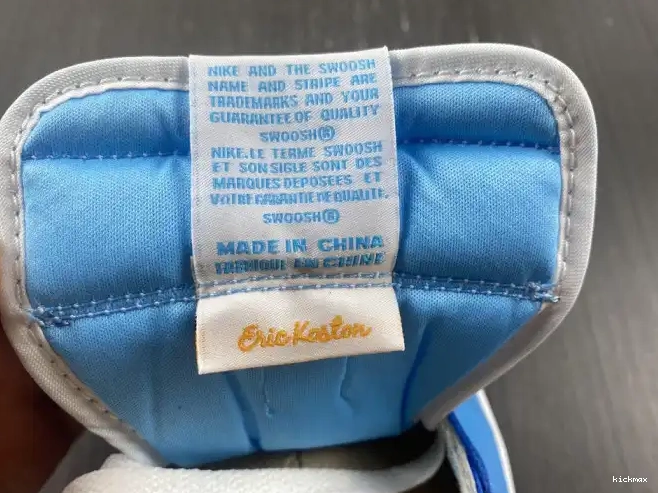 NIKE AND THE SWOOSH
NAME AND STRIPE ARE
TRADEMARKS AND YOUR
GUARANTEE OF QUALITY
SWOOSH®
NIKE.LE TERME SWOOSH
ET SON SIGLE SONT DES
MARQUES DEPOSEES ET
VOTRE GARANTIE DE QUALITE.
SWOOSH®
MADE IN CHINA
FABRIQUE EN CHINE
Eric Koston
kickmax